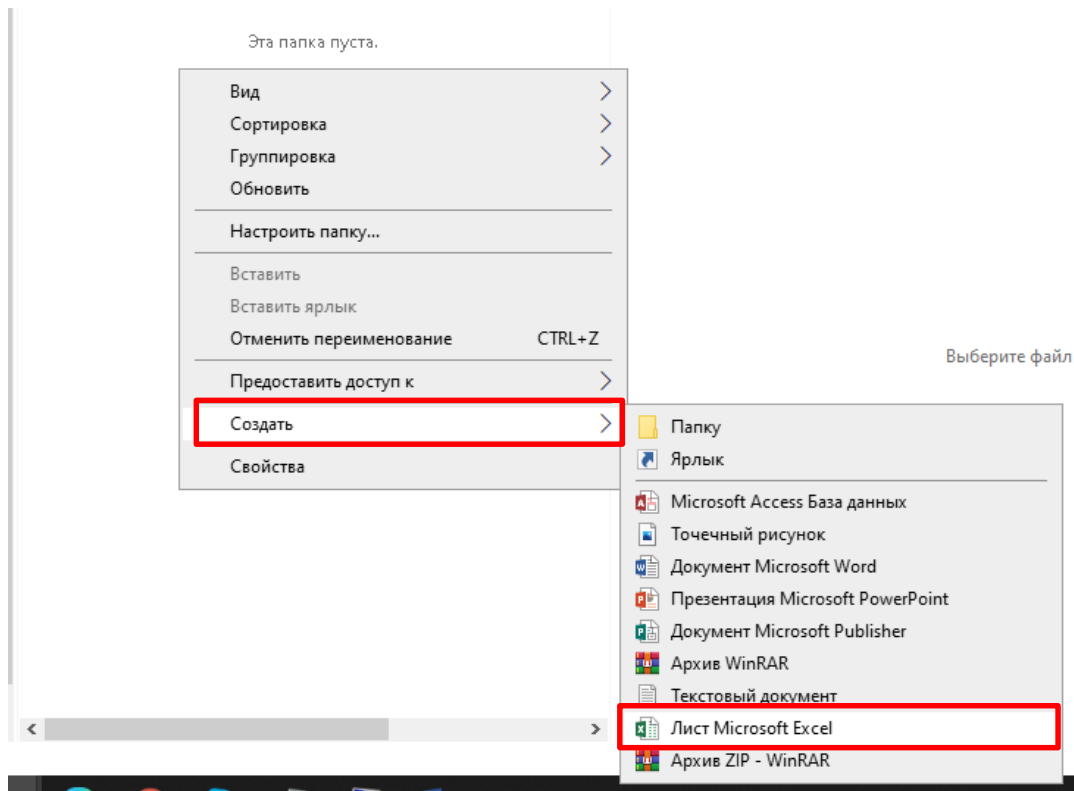 Эта папка пуста.
Вид
Сортировка
Группировка
Обновить
Настроить папку...
Вставить
Вставить ярлык
Отменить переименование CTRL+Z
Выберите файл
Предоставить доступ к
Создать
Свойства
Папку
Ярлык
Microsoft Access База данных
Точечный рисунок
Документ Microsoft Word
Презентация Microsoft PowerPoint
Документ Microsoft Publisher
Архив WinRAR
Текстовый документ
Лист Microsoft Excel
Архив ZIP - WinRAR